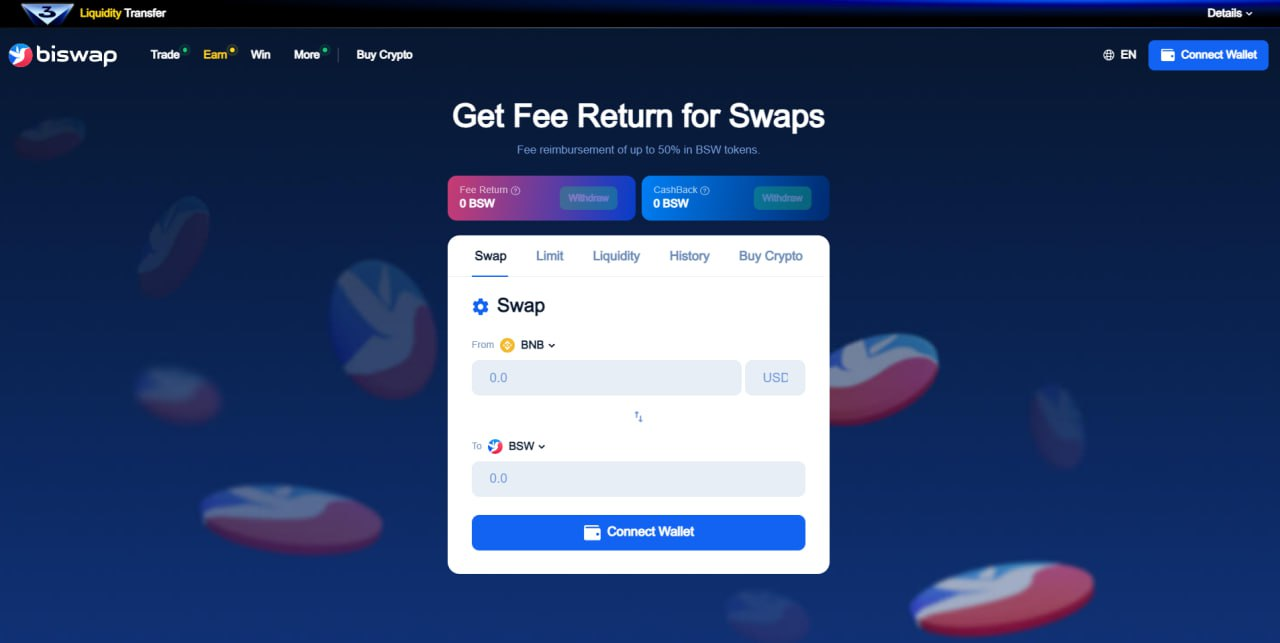 3 Liquidity Transfer Details
biswap Trade Earn Win More Buy Crypto EN Connect Wallet
Get Fee Return for Swaps
Fee reimbursement of up to 50% in BSW tokens.
Fee Return ? Withdraw CashBack ? Withdraw
0 BSW 0 BSW
Swap Limit Liquidity History Buy Crypto
Swap
From BNB
0.0 USD
To BSW
0.0
Connect Wallet